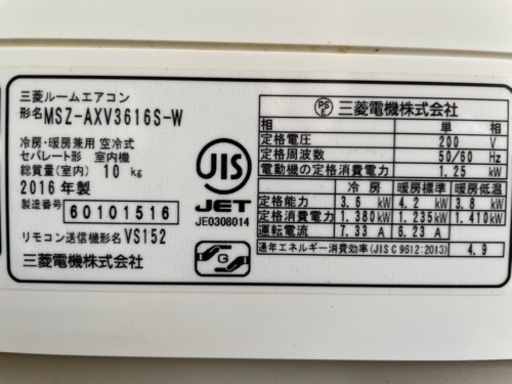 三菱ルームエアコン
形名MSZ-AXV3616S-W
冷房・暖房兼用 空冷式
セパレート形 室内機
総質量(室内) 10 kg
2016 年製
製造番号 60101516
リモコン送信機形名 VS152
三菱電機株式会社
JIS
JET
JE0308014
G
PS E 三菱電機株式会社
相 単 相
定格電圧 200 V
定格周波数 50/60 Hz
電動機の定格消費電力 1.25 kW
冷 房 暖房標準 暖房低温
定格能力 3.6 kW 4.2 kW 3.8 kW
定格消費電力 1.380 kW 1.235 kW 1.410 kW
運転電流 7.33 A 6.23 A
通年エネルギー消費効率(JIS C 9612:2013) 4.9